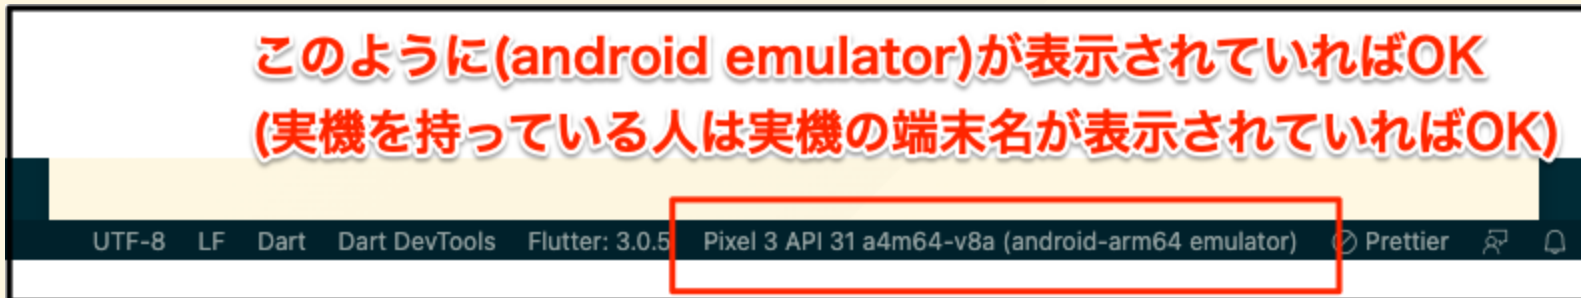 このように(android emulator)が表示されていればOK
(実機を持っている人は実機の端末名が表示されていればOK)
UTF-8 LF Dart Dart DevTools Flutter: 3.0.5 Pixel 3 API 31 a4m64-v8a (android-arm64 emulator) Prettier